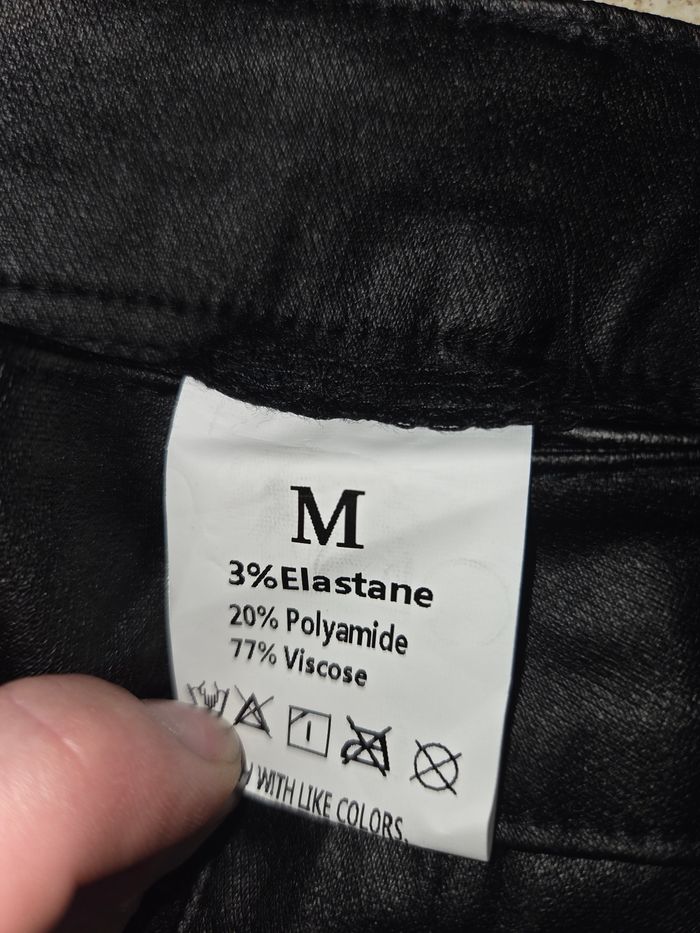 M
3%Elastane
20% Polyamide
77% Viscose
WITH LIKE COLORS.